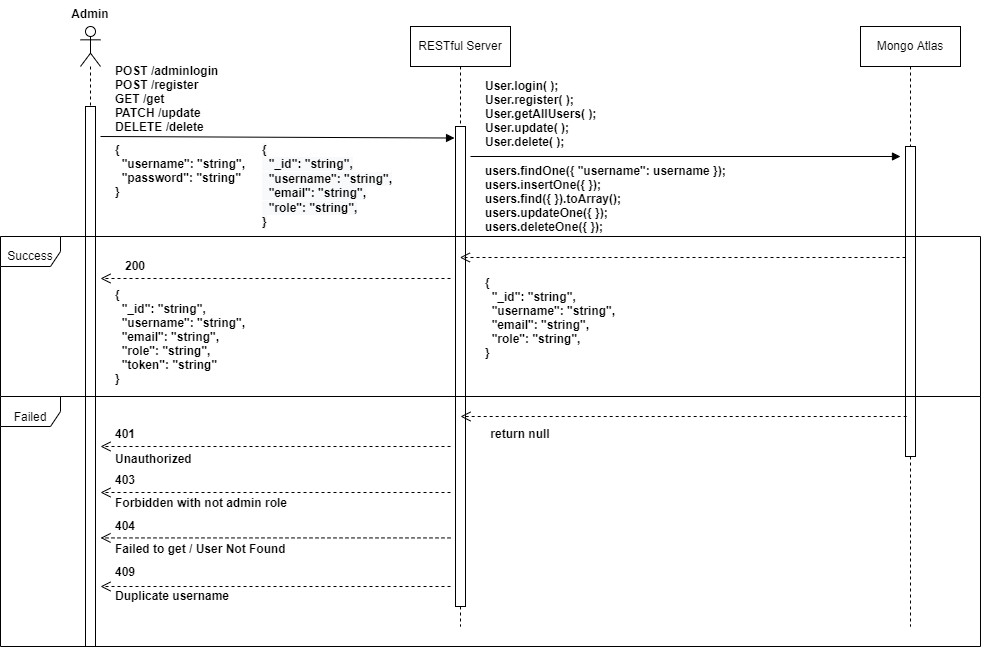 Admin
RESTful Server
Mongo Atlas
POST /adminlogin
POST /register
GET /get
PATCH /update
DELETE /delete
{
"username": "string",
"password": "string"
}
{
"_id": "string",
"username": "string",
"email": "string",
"role": "string",
}
User.login( );
User.register( );
User.getAllUsers( );
User.update( );
User.delete( );
users.findOne({ "username": username });
users.insertOne({ });
users.find({ }).toArray();
users.updateOne({ });
users.deleteOne({ });
Success
200
{
"_id": "string",
"username": "string",
"email": "string",
"role": "string",
"token": "string"
}
{
"_id": "string",
"username": "string",
"email": "string",
"role": "string",
}
Failed
return null
401
Unauthorized
403
Forbidden with not admin role
404
Failed to get / User Not Found
409
Duplicate username